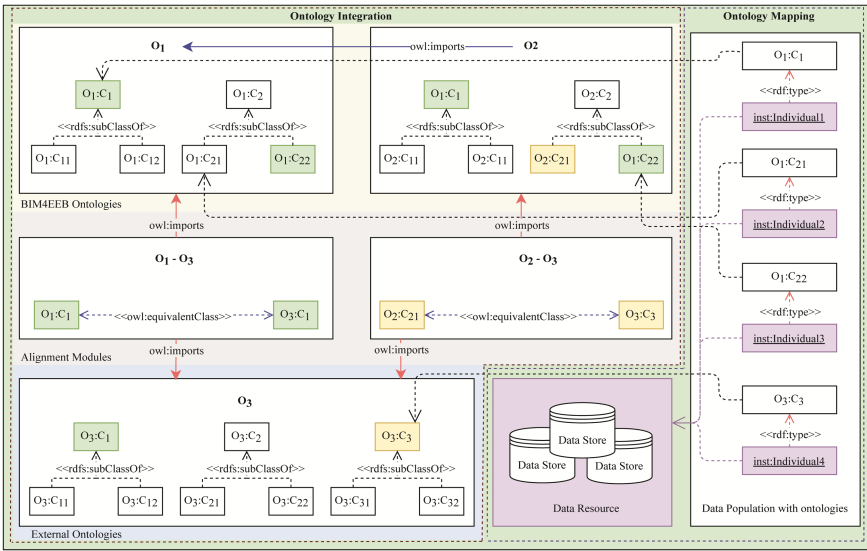 Ontology Integration
Ontology Mapping
O1
owl:imports
O2
O1:C1
O1:C2
<<rdfs:subClassOf>>
<<rdfs:subClassOf>>
O1:C11
O1:C12
O1:C21
O1:C22
O1:C1
O2:C2
<<rdfs:subClassOf>>
<<rdfs:subClassOf>>
O2:C11
O2:C11
O2:C21
O1:C22
BIM4EEB Ontologies
owl:imports
owl:imports
O1 - O3
O1:C1
<<owl:equivalentClass>>
O3:C1
O2 - O3
O2:C21
<<owl:equivalentClass>>
O3:C3
Alignment Modules
owl:imports
owl:imports
O3
O3:C1
O3:C2
O3:C3
<<rdfs:subClassOf>>
<<rdfs:subClassOf>>
<<rdfs:subClassOf>>
O3:C11
O3:C12
O3:C21
O3:C22
O3:C31
O3:C32
External Ontologies
Data Store
Data Store
Data Store
Data Resource
O1:C1
<<rdf:type>>
inst:Individual1
O1:C21
<<rdf:type>>
inst:Individual2
O1:C22
<<rdf:type>>
inst:Individual3
O3:C3
<<rdf:type>>
inst:Individual4
Data Population with ontologies